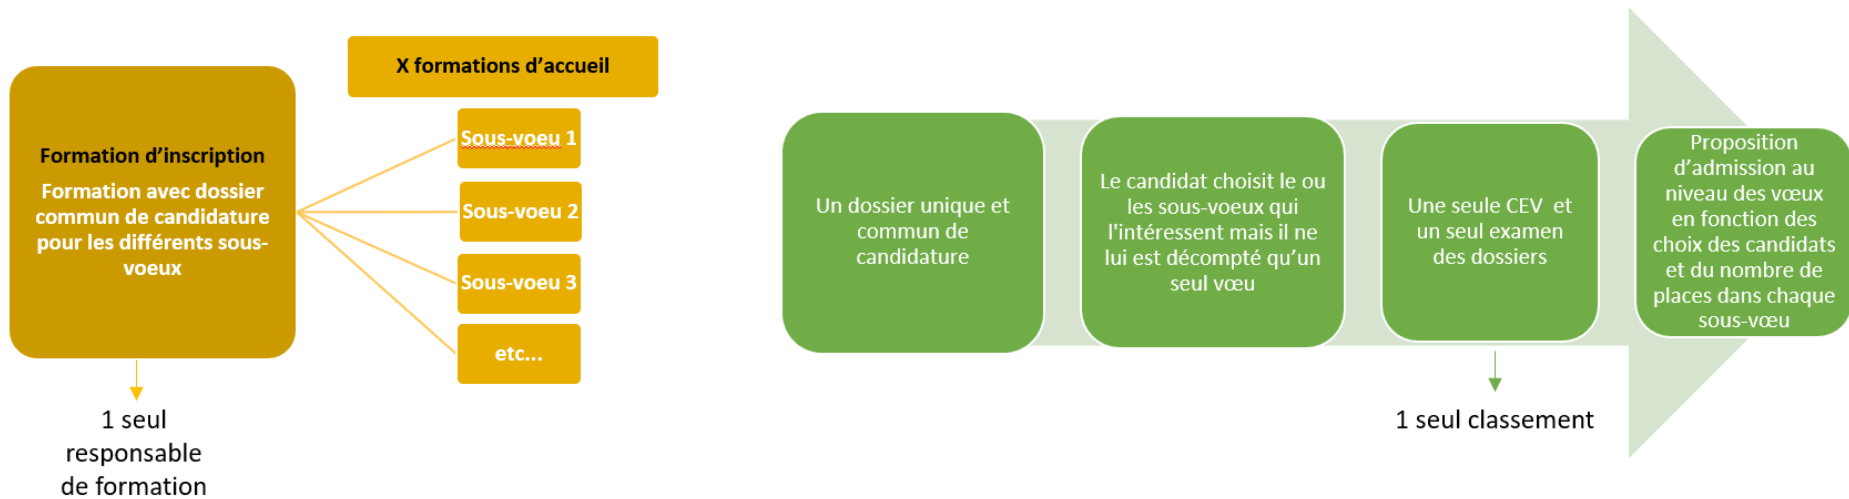 Formation d’inscription
Formation avec dossier
commun de candidature
pour les différents sous-
voeux
1 seul
responsable
de formation
X formations d’accueil
Sous-voeu 1
Sous-voeu 2
Sous-voeu 3
etc...
Un dossier unique et
commun de
candidature
Le candidat choisit le ou
les sous-voeux qui
l'intéressent mais il ne
lui est décompté qu’un
seul vœu
Une seule CEV et
un seul examen
des dossiers
1 seul classement
Proposition
d’admission au
niveau des vœux
en fonction des
choix des candidats
et du nombre de
places dans chaque
sous-vœu